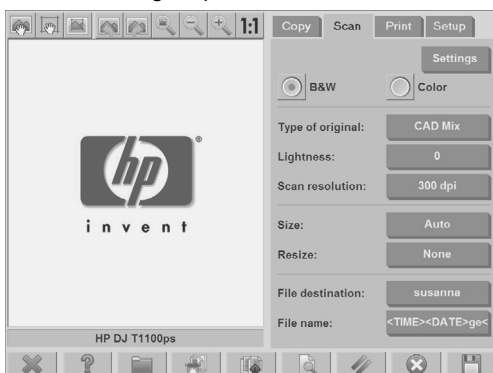 1:1
Copy Scan Print Setup
Settings
B&W Color
Type of original: CAD Mix
Lightness: 0
Scan resolution: 300 dpi
hp ®
invent
Size: Auto
Resize: None
File destination: susanna
File name: <TIME><DATE>ge<
HP DJ T1100ps